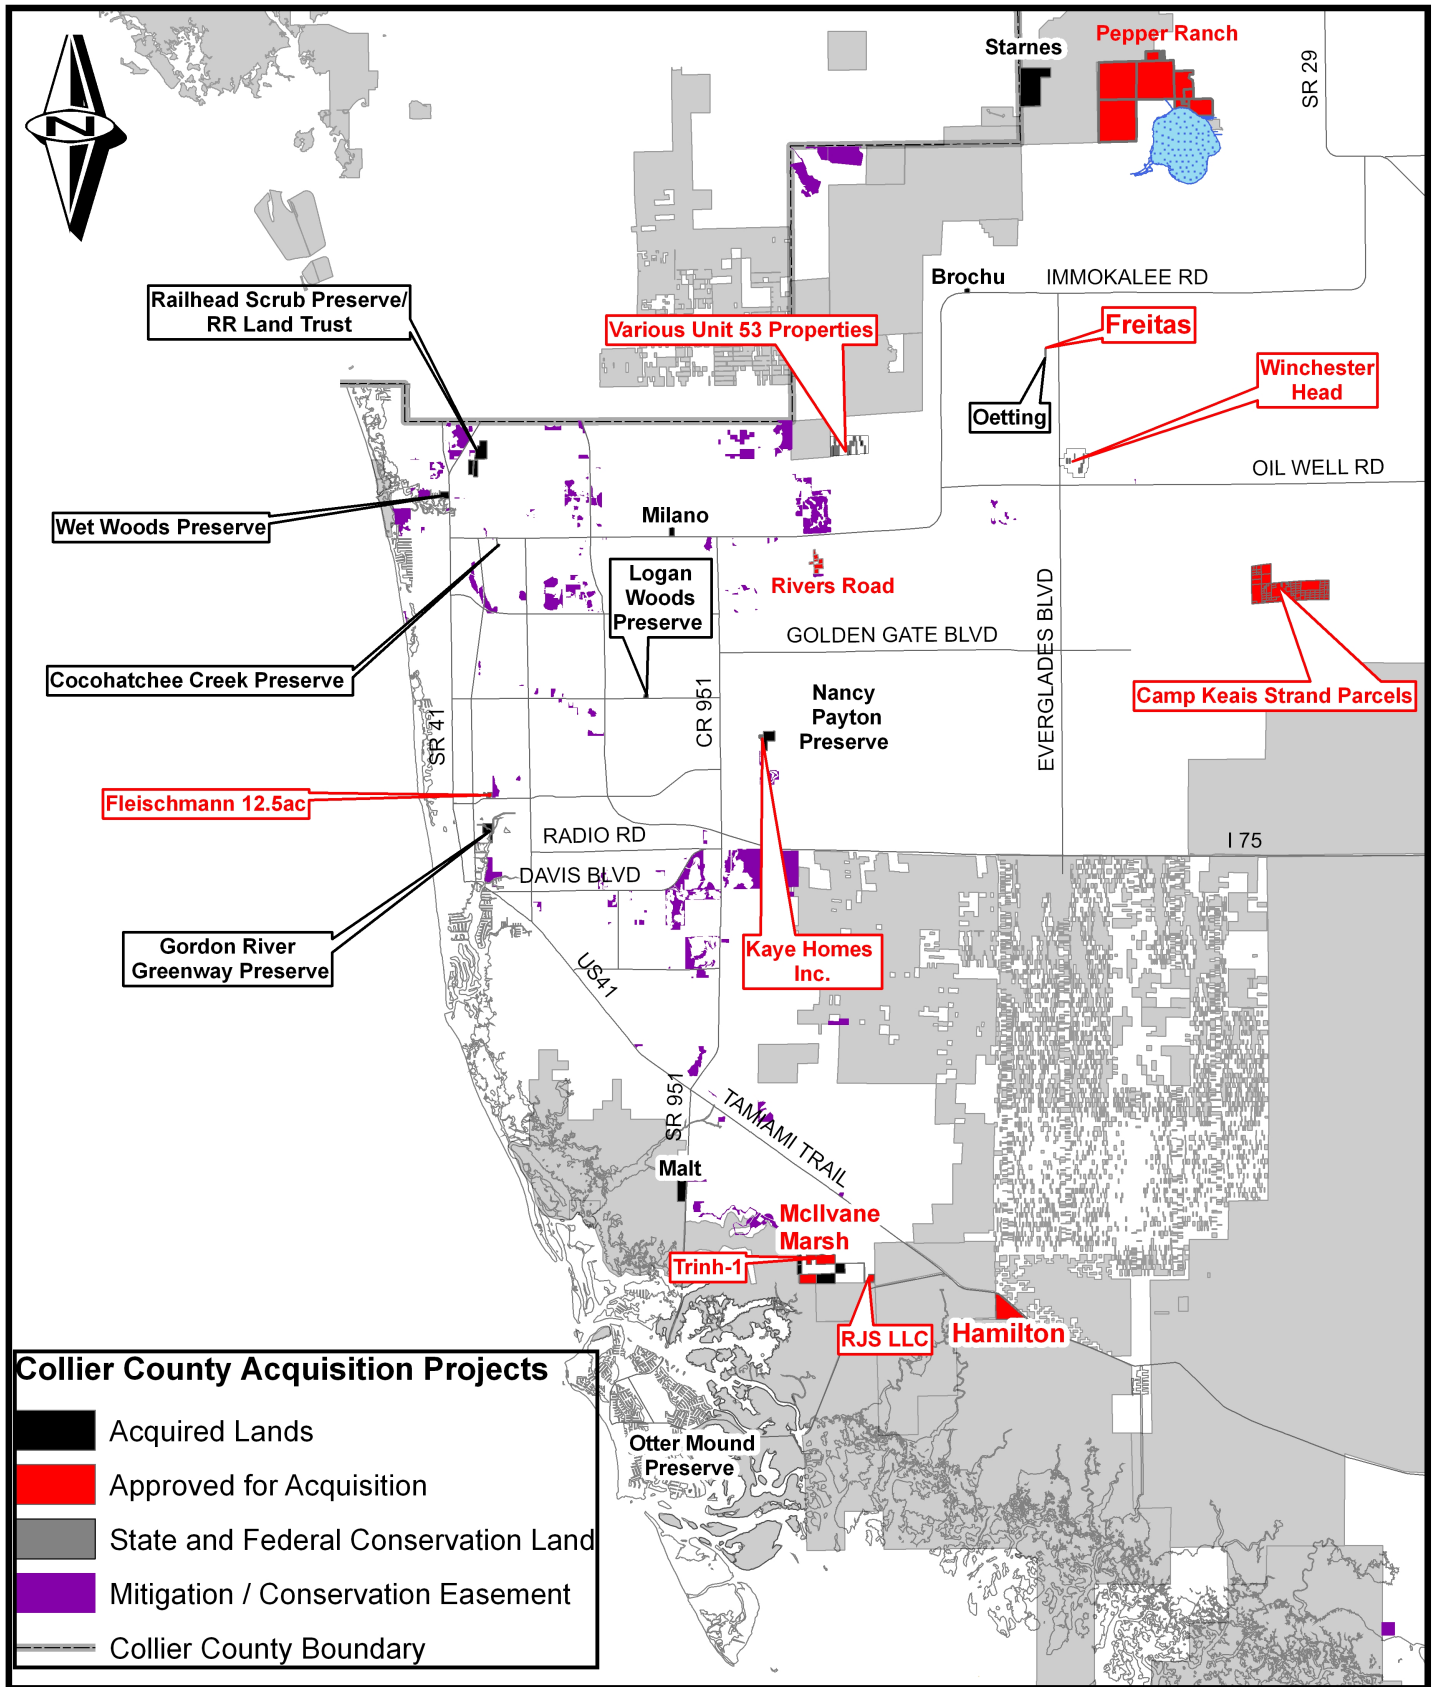 Pepper Ranch
Starnes
SR 29
N
Railhead Scrub Preserve/
RR Land Trust
Brochu
IMMOKALEE RD
Various Unit 53 Properties
Freitas
Winchester
Head
Oetting
OIL WELL RD
Wet Woods Preserve
Milano
Logan
Woods
Preserve
Rivers Road
EVERGLADES BLVD
GOLDEN GATE BLVD
Cocohatchee Creek Preserve
Camp Keais Strand Parcels
SR 41
CR 951
Nancy
Payton
Preserve
Fleischmann 12.5ac
RADIO RD
I 75
DAVIS BLVD
Gordon River
Greenway Preserve
Kaye Homes
Inc.
US41
SR 951
TAMIAMI TRAIL
Malt
McIlvane
Marsh
Trinh-1
RJS LLC
Hamilton
Otter Mound
Preserve
Collier County Acquisition Projects
Acquired Lands
Approved for Acquisition
State and Federal Conservation Land
Mitigation / Conservation Easement
Collier County Boundary